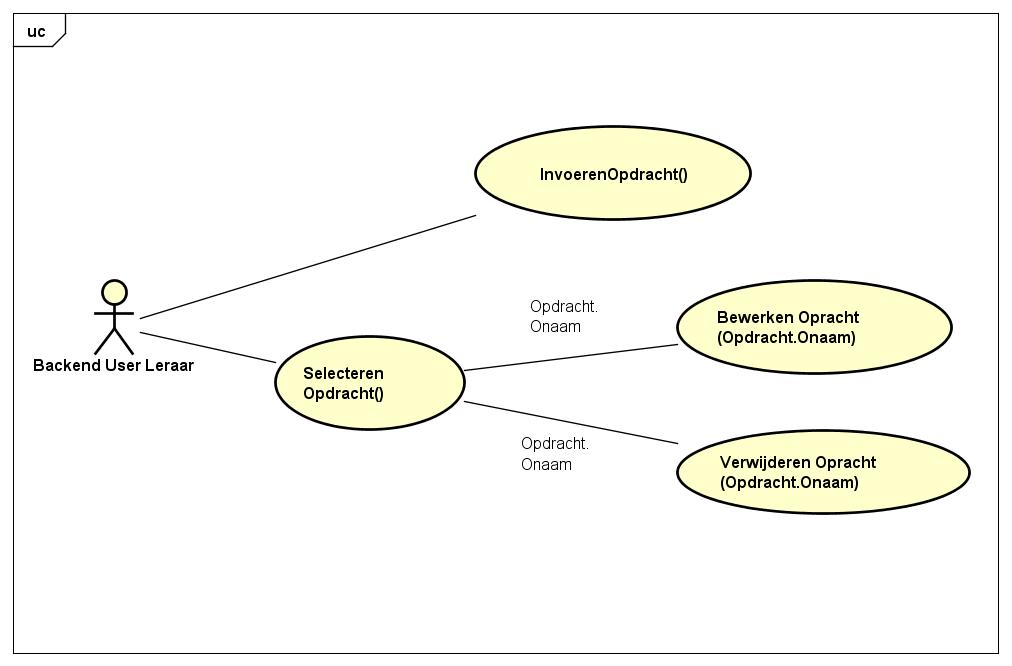 uc
InvoerenOpdracht()
Opdracht.
Onaam
Bewerken Opracht
(Opdracht.Onaam)
Backend User Leraar
Selecteren
Opdracht()
Opdracht.
Onaam
Verwijderen Opracht
(Opdracht.Onaam)